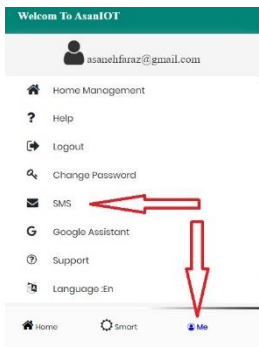 Welcom To AsanIOT
asanehfaraz@gmail.com
Home Management
Help
Logout
Change Password
SMS
Google Assistant
Support
Language :En
Home Smart Me